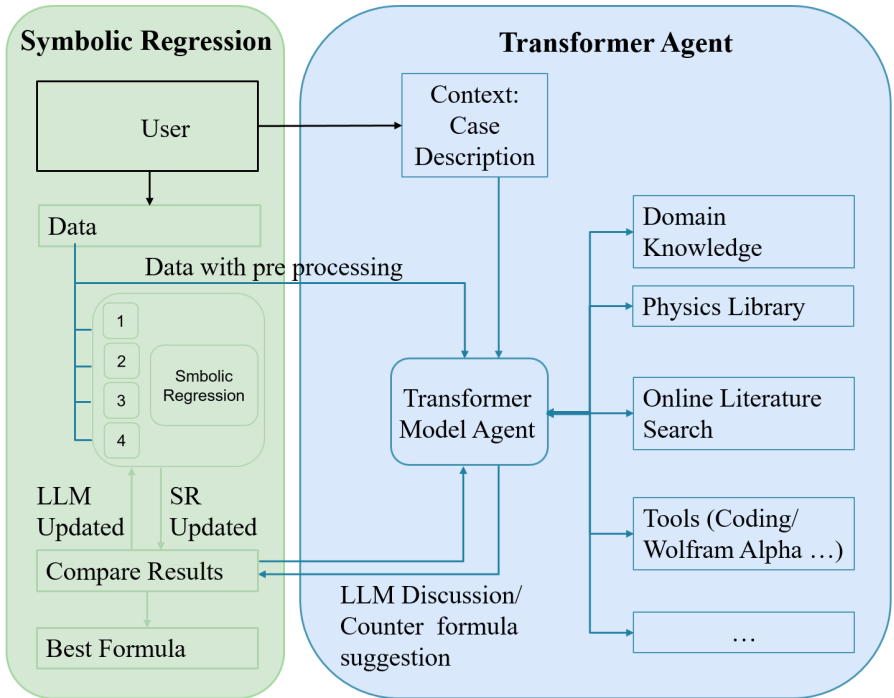 Symbolic Regression
Transformer Agent
User
Context:
Case
Description
Data
Data with pre processing
Domain
Knowledge
Physics Library
1
2
3
4
Smbolic
Regression
Transformer
Model Agent
Online Literature
Search
LLM
Updated
SR
Updated
Tools (Coding/
Wolfram Alpha …)
Compare Results
LLM Discussion/
Counter formula
suggestion
Best Formula
…